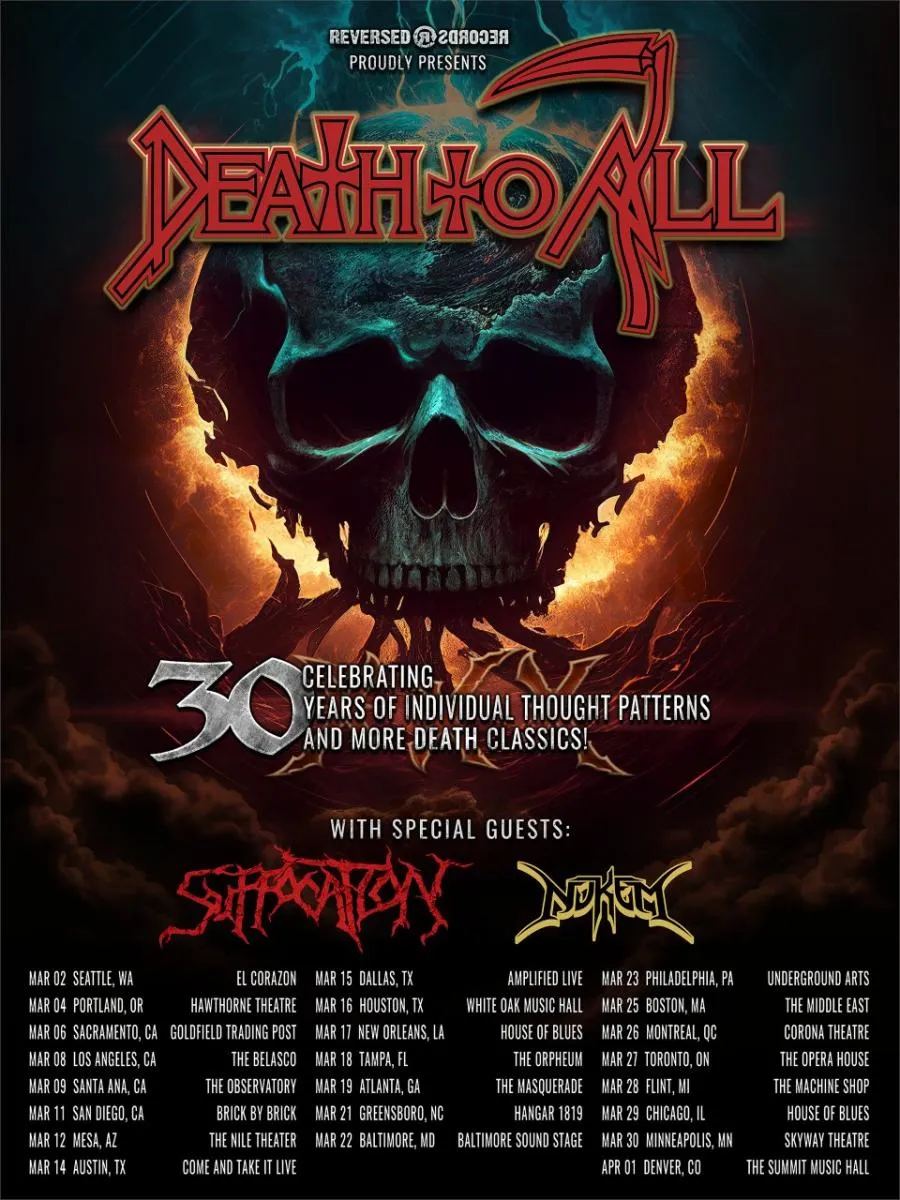 REVERSED R RECORDS
PROUDLY PRESENTS
DEATH TO ALL
30 CELEBRATING
YEARS OF INDIVIDUAL THOUGHT PATTERNS
AND MORE DEATH CLASSICS!
WITH SPECIAL GUESTS:
SUFFOCATION
NUKEM
MAR 02 SEATTLE, WA EL CORAZON
MAR 04 PORTLAND, OR HAWTHORNE THEATRE
MAR 06 SACRAMENTO, CA GOLDFIELD TRADING POST
MAR 08 LOS ANGELES, CA THE BELASCO
MAR 09 SANTA ANA, CA THE OBSERVATORY
MAR 11 SAN DIEGO, CA BRICK BY BRICK
MAR 12 MESA, AZ THE NILE THEATER
MAR 14 AUSTIN, TX COME AND TAKE IT LIVE
MAR 15 DALLAS, TX AMPLIFIED LIVE
MAR 16 HOUSTON, TX WHITE OAK MUSIC HALL
MAR 17 NEW ORLEANS, LA HOUSE OF BLUES
MAR 18 TAMPA, FL THE ORPHEUM
MAR 19 ATLANTA, GA THE MASQUERADE
MAR 21 GREENSBORO, NC HANGAR 1819
MAR 22 BALTIMORE, MD BALTIMORE SOUND STAGE
MAR 23 PHILADELPHIA, PA UNDERGROUND ARTS
MAR 25 BOSTON, MA THE MIDDLE EAST
MAR 26 MONTREAL, QC CORONA THEATRE
MAR 27 TORONTO, ON THE OPERA HOUSE
MAR 28 FLINT, MI THE MACHINE SHOP
MAR 29 CHICAGO, IL HOUSE OF BLUES
MAR 30 MINNEAPOLIS, MN SKYWAY THEATRE
APR 01 DENVER, CO THE SUMMIT MUSIC HALL